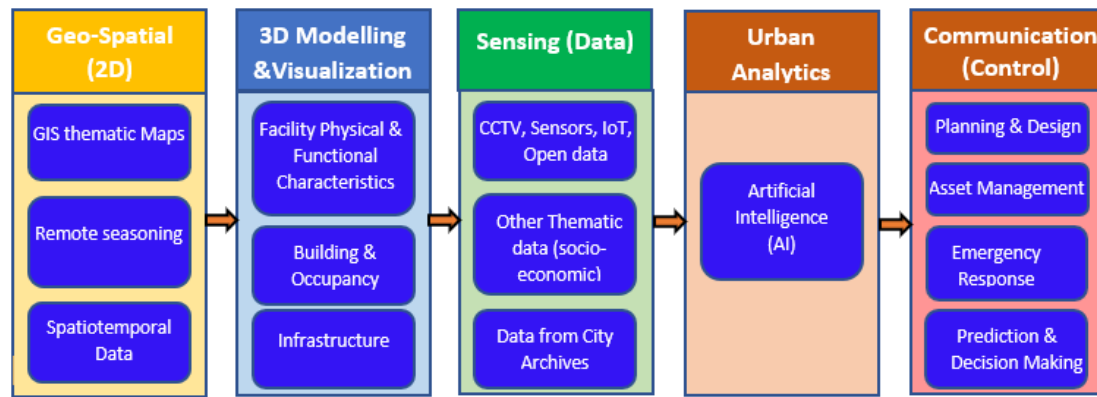 Geo-Spatial
(2D)
GIS thematic Maps
Remote seasoning
Spatiotemporal
Data
3D Modelling
&Visualization
Facility Physical &
Functional
Characteristics
Building &
Occupancy
Infrastructure
Sensing (Data)
CCTV, Sensors, IoT,
Open data
Other Thematic
data (socio-
economic)
Data from City
Archives
Urban
Analytics
Artificial
Intelligence
(AI)
Communication
(Control)
Planning & Design
Asset Management
Emergency
Response
Prediction &
Decision Making